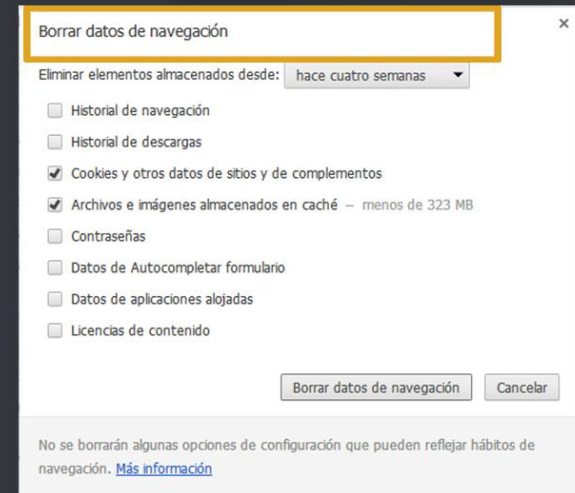 Borrar datos de navegación
×
Eliminar elementos almacenados desde: hace cuatro semanas
Historial de navegación
Historial de descargas
Cookies y otros datos de sitios y de complementos
Archivos e imágenes almacenados en caché – menos de 323 MB
Contraseñas
Datos de Autocompletar formulario
Datos de aplicaciones alojadas
Licencias de contenido
Borrar datos de navegación Cancelar
No se borrarán algunas opciones de configuración que pueden reflejar hábitos de
navegación. Más información